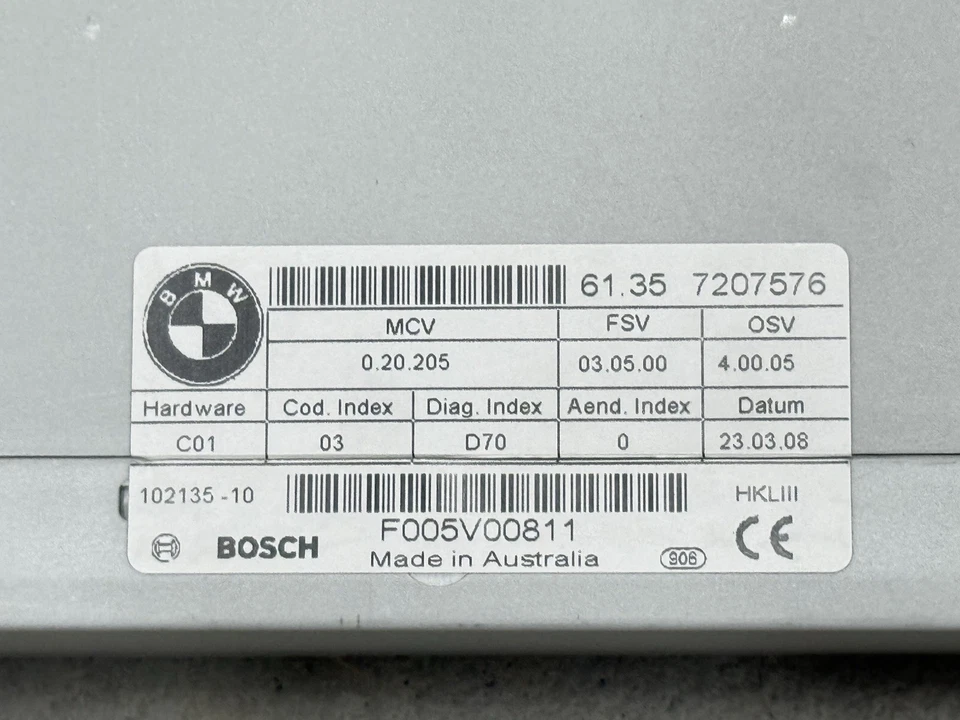 BMW
61.35 7207576
MCV FSV OSV
0.20.205 03.05.00 4.00.05
Hardware Cod. Index Diag. Index Aend. Index Datum
C01 03 D70 0 23.03.08
102135 -10 HKLIII
F005V00811
BOSCH Made in Australia 906 CE